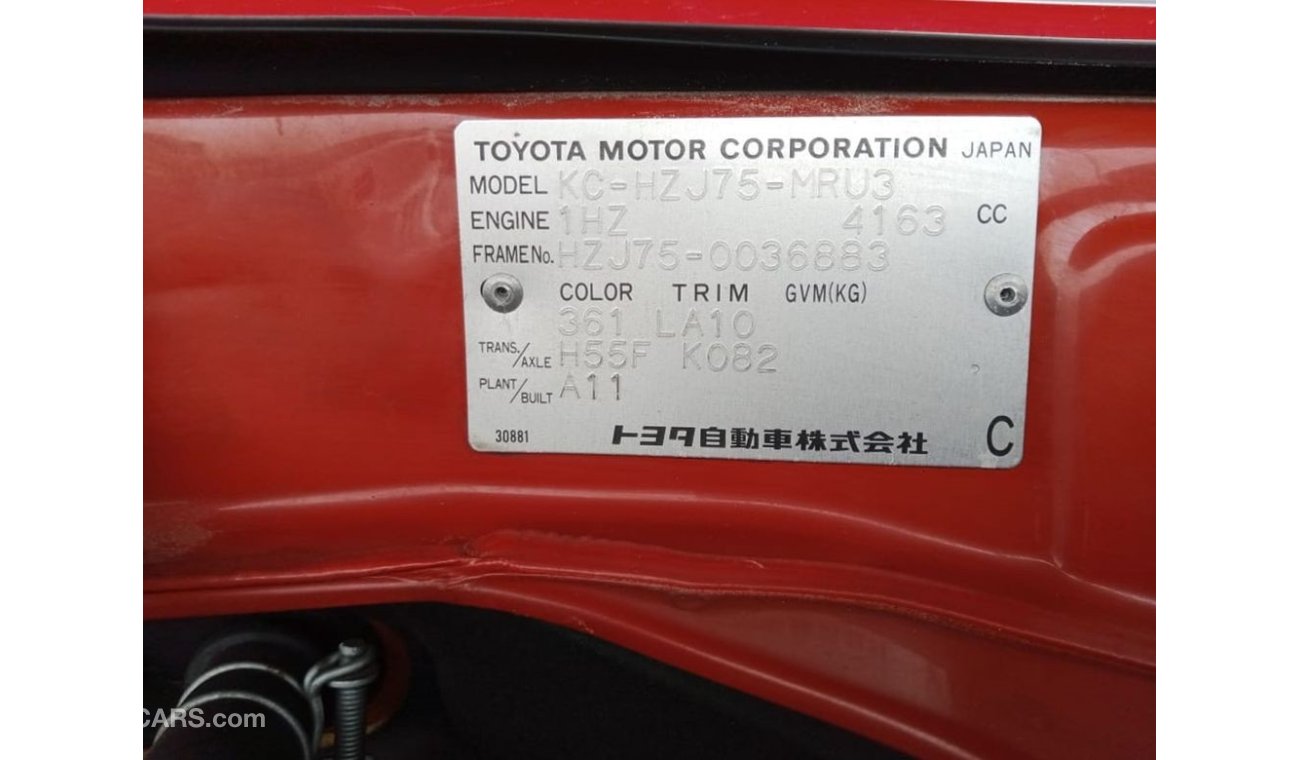 TOYOTA MOTOR CORPORATION JAPAN
MODEL KC-HZJ75-MRU3
ENGINE 1HZ 4163 CC
FRAME No. HZJ75-0036883
COLOR TRIM GVM(KG)
361 LA10
TRANS./AXLE H55F K082
PLANT/BUILT A11
30881 トヨタ自動車株式会社 C
CARS.com